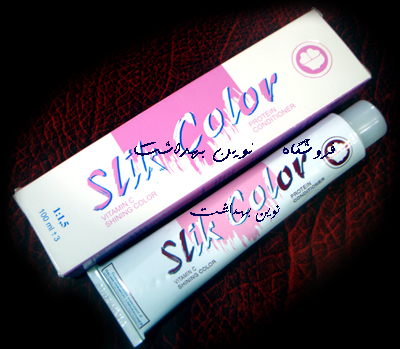 Slik Color
PROTEIN
CONDITIONER
فروشگاه نوین بهداشت
VITAMIN C
SHINING COLOR
1:1.5
100 ml
Slik Color
PROTEIN
CONDITIONER
نوین بهداشت
VITAMIN C
SHINING COLOR